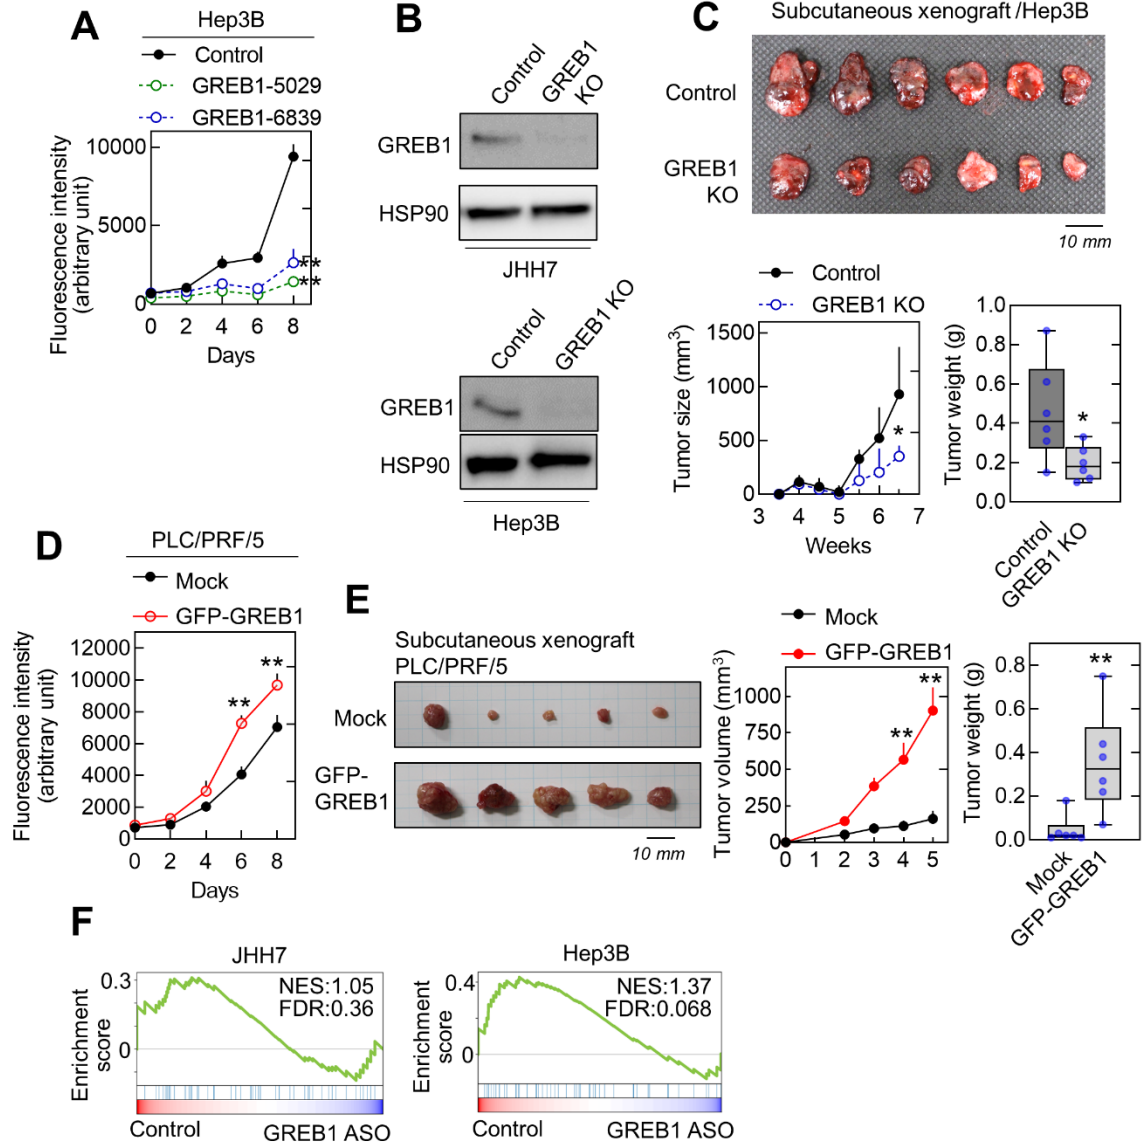 A
Hep3B
Control
GREB1-5029
GREB1-6839
Fluorescence intensity
(arbitrary unit)
10000
5000
0
**
**
0 2 4 6 8
Days
B
Control
GREB1
KO
GREB1
HSP90
JHH7
Control
GREB1 KO
GREB1
HSP90
Hep3B
C
Subcutaneous xenograft /Hep3B
Control
GREB1
KO
10 mm
Control
GREB1 KO
Tumor size (mm3)
1500
1000
500
0
*
3 4 5 6 7
Weeks
Tumor weight (g)
1.0
0.8
0.6
0.4
0.2
0.0
*
Control
GREB1 KO
D
PLC/PRF/5
Mock
GFP-GREB1
Fluorescence intensity
(arbitrary unit)
12000
10000
8000
6000
4000
2000
0
**
**
0 2 4 6 8
Days
E
Subcutaneous xenograft
PLC/PRF/5
Mock
GFP-
GREB1
10 mm
Mock
GFP-GREB1
Tumor volume (mm3)
1000
750
500
250
0
**
**
0 1 2 3 4 5
Tumor weight (g)
0.8
0.6
0.4
0.2
0.0
**
Mock
GFP-GREB1
F
JHH7
Enrichment
score
0.3
0
NES:1.05
FDR:0.36
Control GREB1 ASO
Hep3B
Enrichment
score
0.4
0
NES:1.37
FDR:0.068
Control GREB1 ASO